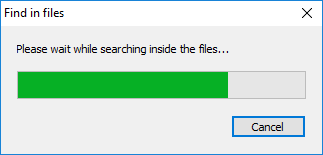 Find in files
Please wait while searching inside the files...
Cancel